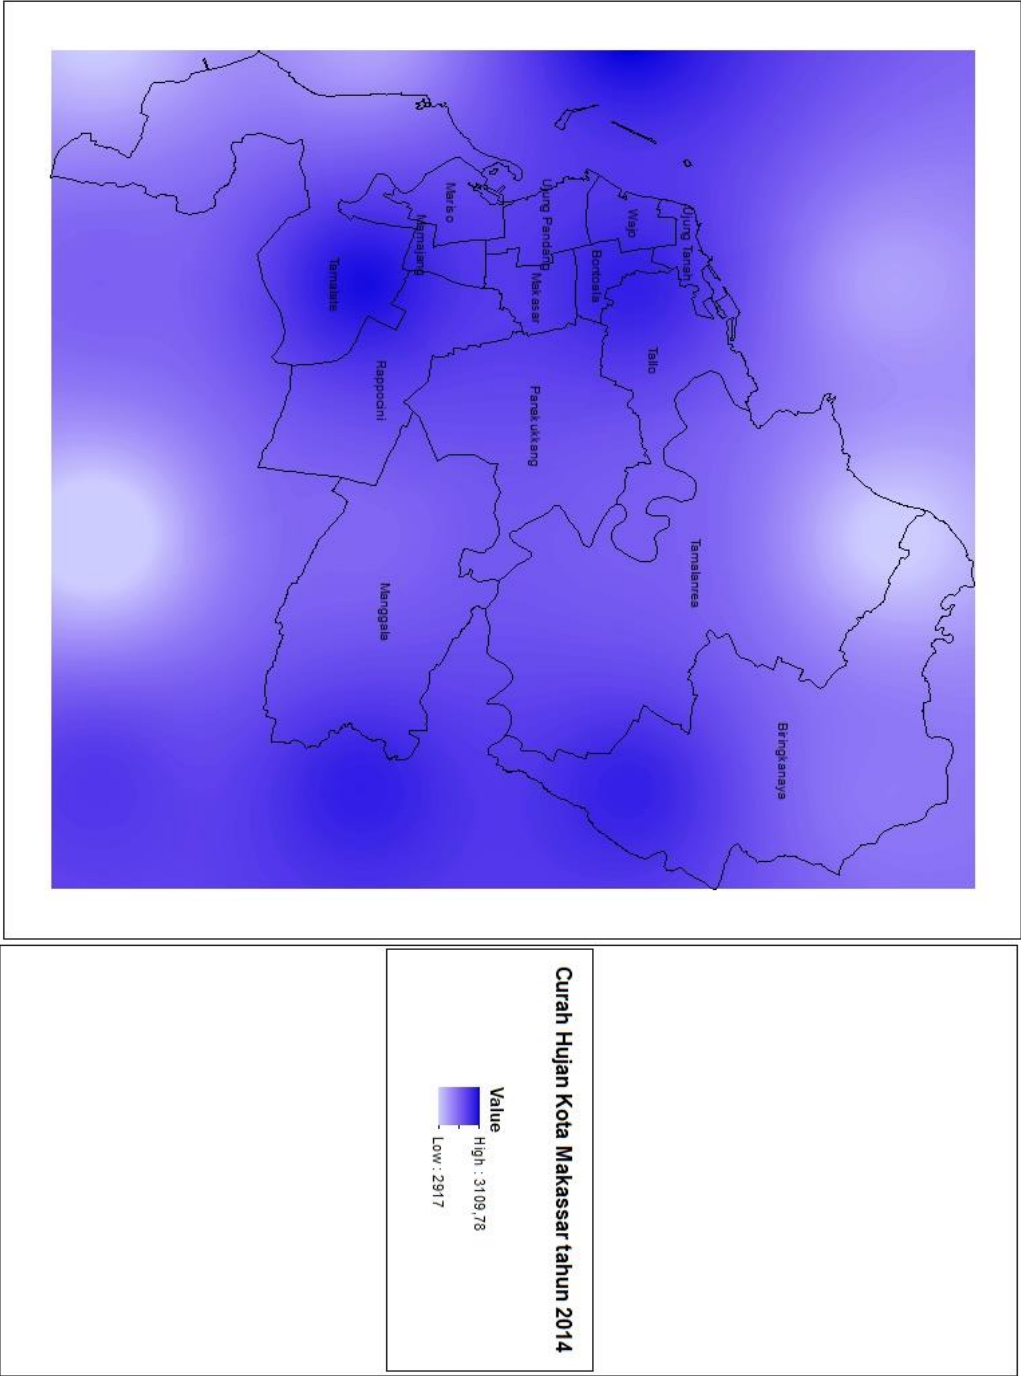 Biringkanaya
Tamalanrea
Ujung Tanah
Tallo
Wajo
Bontoala
Ujung Pandang
Makasar
Panakukkang
Mariso
Mamajang
Manggala
Rappocini
Tamalate
Curah Hujan Kota Makassar tahun 2014
Value
High : 3109,78
Low : 2917